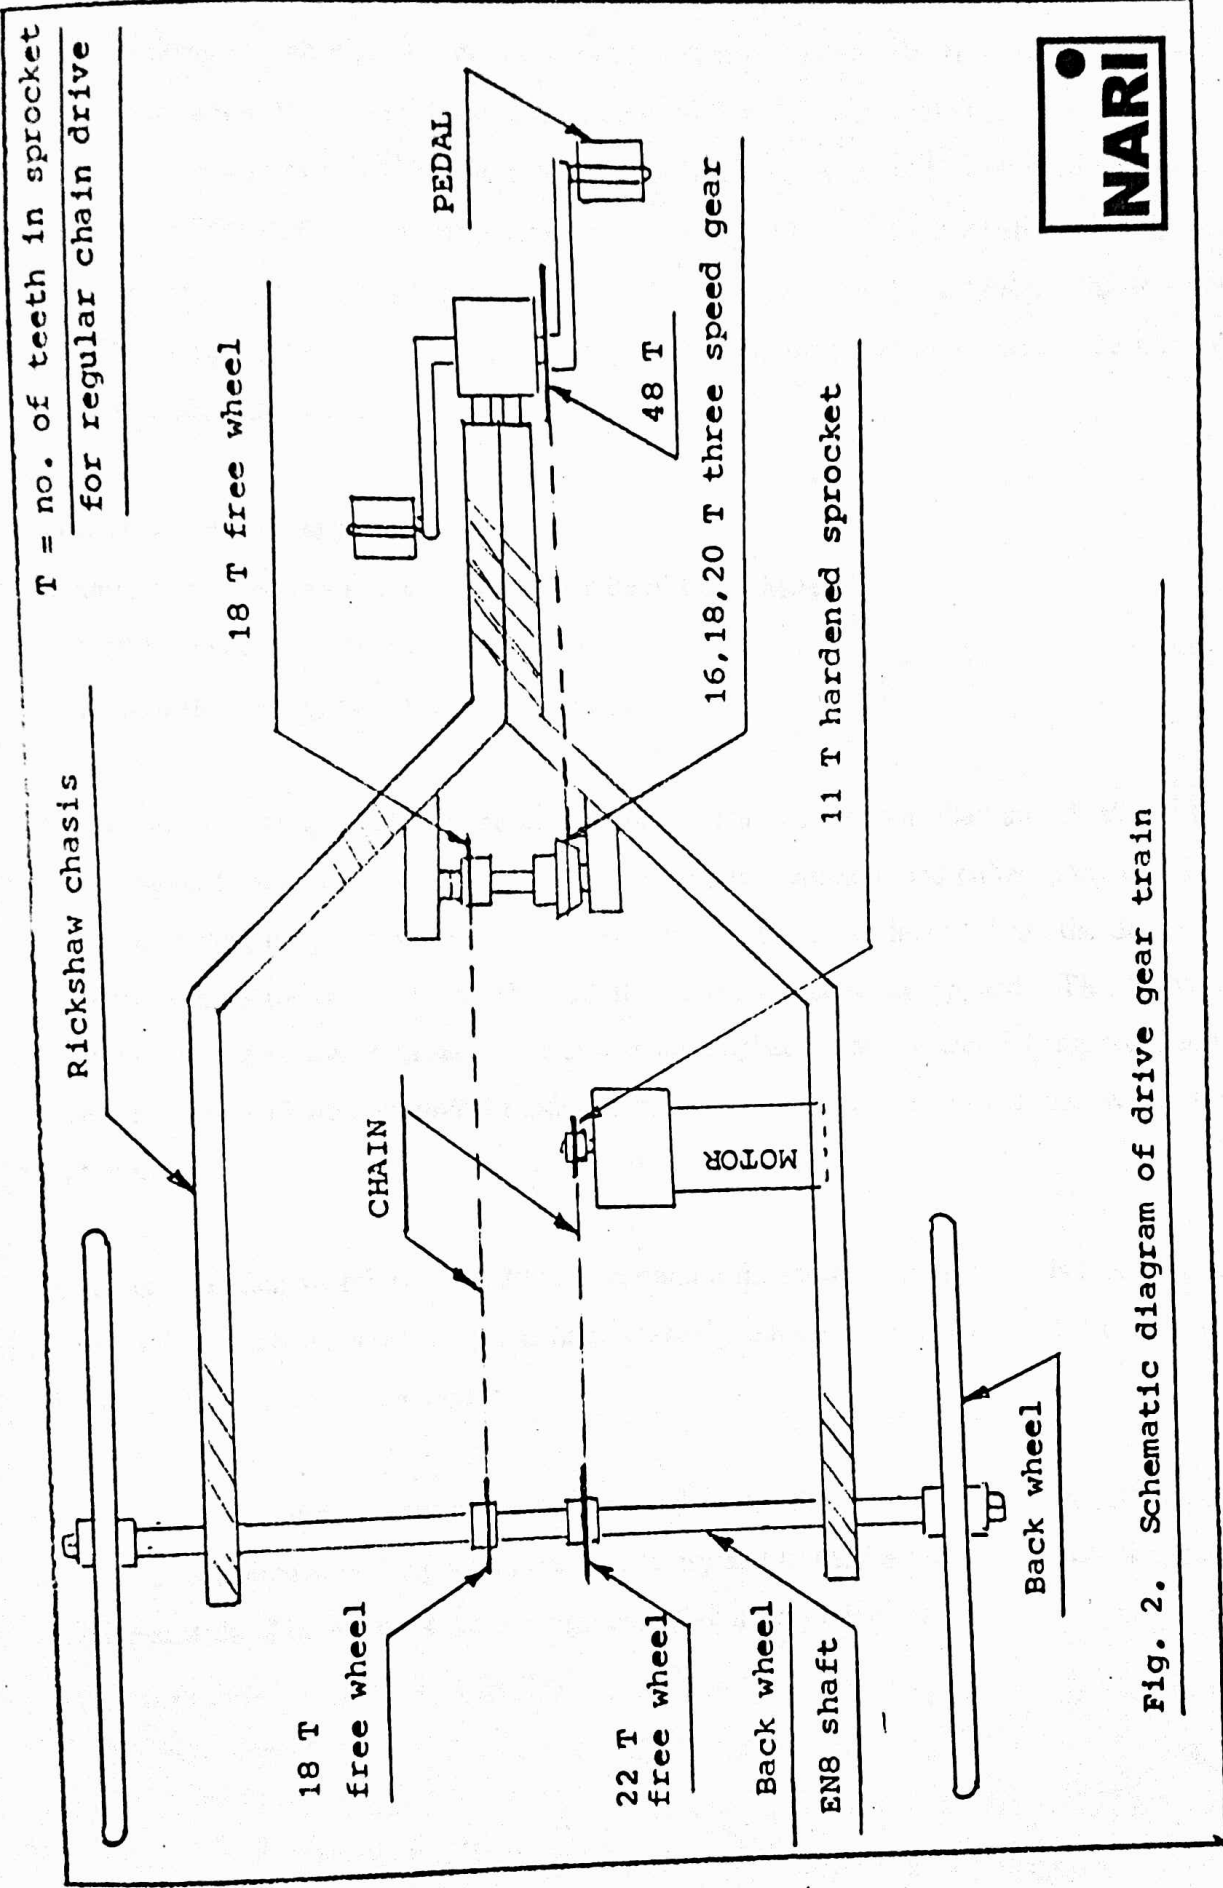 T = no. of teeth in sprocket
for regular chain drive
Rickshaw chasis
18 T free wheel
PEDAL
48 T
16,18,20 T three speed gear
11 T hardened sprocket
CHAIN
MOTOR
18 T
free wheel
22 T
free wheel
Back wheel
EN8 shaft
Back wheel
Fig. 2. Schematic diagram of drive gear train
NARI